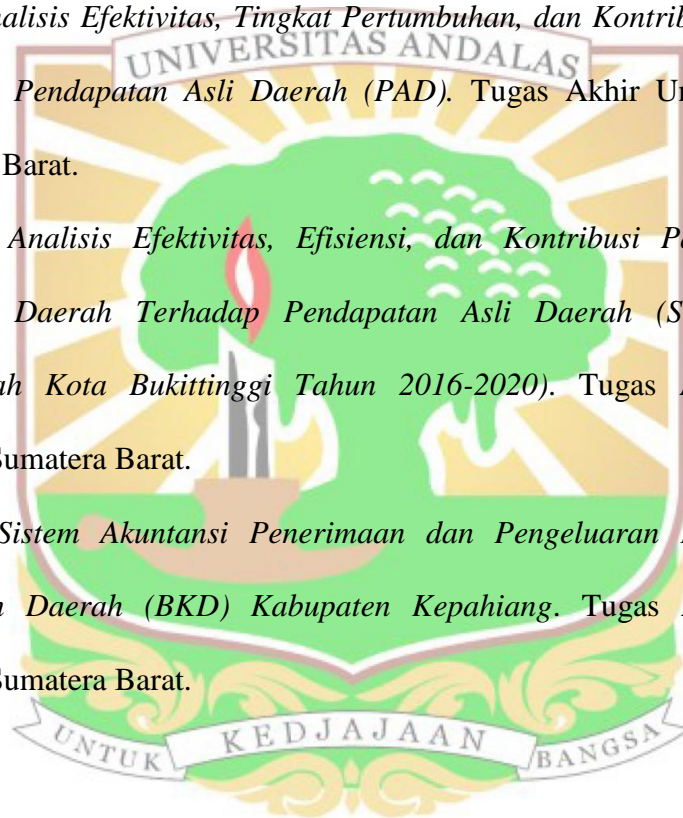 nalisis Efektivitas, Tingkat Pertumbuhan, dan Kontrib
UNIVERSITAS ANDALAS
Pendapatan Asli Daerah (PAD). Tugas Akhir Un
Barat.
Analisis Efektivitas, Efisiensi, dan Kontribusi P
Daerah Terhadap Pendapatan Asli Daerah (S
ah Kota Bukittinggi Tahun 2016-2020). Tugas
Sumatera Barat.
Sistem Akuntansi Penerimaan dan Pengeluaran
n Daerah (BKD) Kabupaten Kepahiang. Tugas
Sumatera Barat.
UNTUK KEDJAJAAN BANGSA